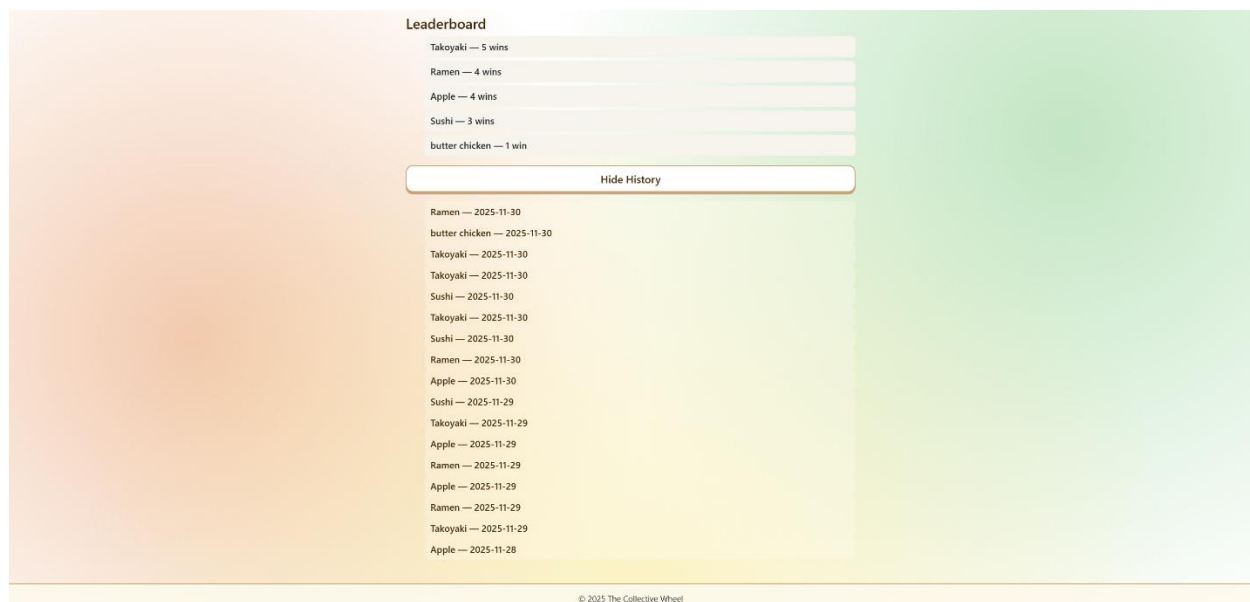 Leaderboard
Takoyaki — 5 wins
Ramen — 4 wins
Apple — 4 wins
Sushi — 3 wins
butter chicken — 1 win
Hide History
Ramen — 2025-11-30
butter chicken — 2025-11-30
Takoyaki — 2025-11-30
Takoyaki — 2025-11-30
Sushi — 2025-11-30
Takoyaki — 2025-11-30
Sushi — 2025-11-30
Ramen — 2025-11-30
Apple — 2025-11-30
Sushi — 2025-11-29
Takoyaki — 2025-11-29
Apple — 2025-11-29
Ramen — 2025-11-29
Apple — 2025-11-29
Ramen — 2025-11-29
Takoyaki — 2025-11-29
Apple — 2025-11-28
© 2025 The Collective Wheel